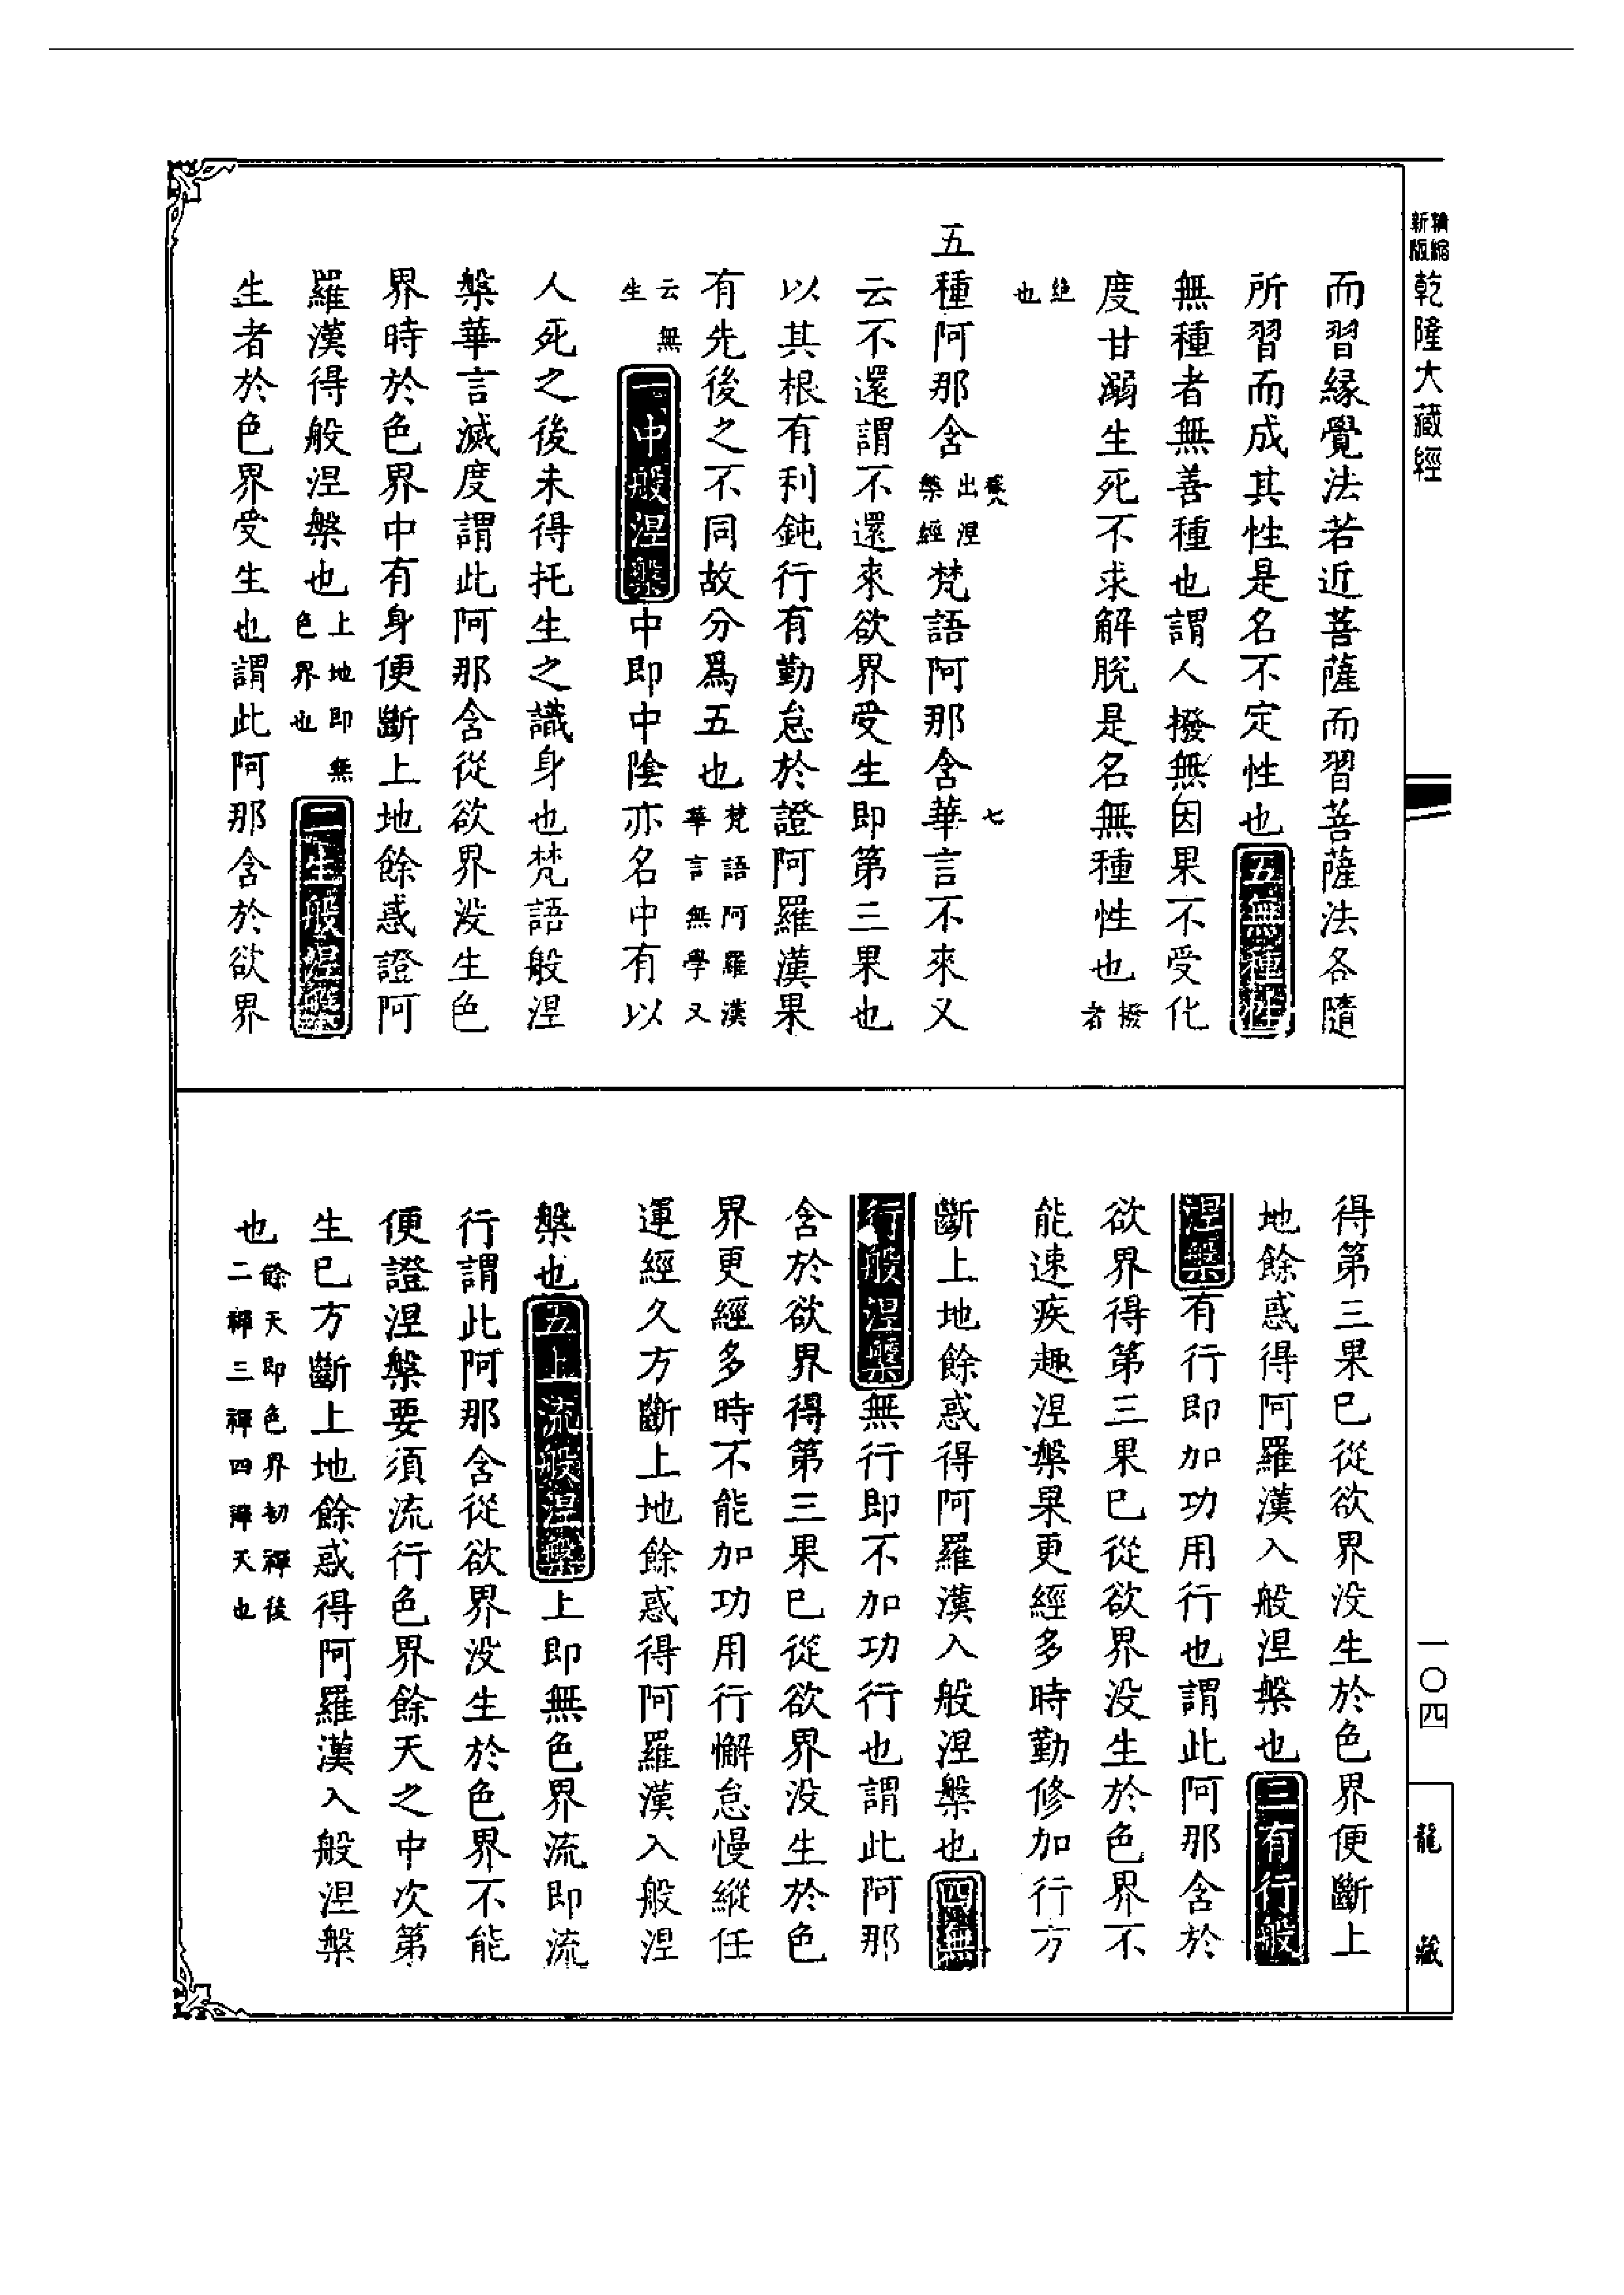 新版精縮
乾隆大藏經
而習緣覺法若近菩薩而習菩薩法各隨
所習而成其性是名不定性也五無種性
無種者無善種也謂人撥無因果不受化
度甘溺生死不求解脫是名無種性也撥者
絕也
五種阿那含出涅槃經梵語阿那含華言不來又
云不還謂不還來欲界受生即第三果也
以其根有利鈍行有勤怠於證阿羅漢果
有先後之不同故分爲五也梵語阿羅漢華言無學又
云無生一中般涅槃中即中陰亦名中有以
人死之後未得托生之識身也梵語般涅
槃華言滅度謂此阿那含從欲界没生色
界時於色界中有身便斷上地餘惑證阿
羅漢得般涅槃也上地即無色界也二生般涅槃
生者於色界受生也謂此阿那含於欲界
七
得第三果已從欲界没生於色界便斷上
地餘惑得阿羅漢入般涅槃也三有行般
涅槃有行即加功用行也謂此阿那含於
欲界得第三果已從欲界没生於色界不
能速疾趣涅槃果更經多時勤修加行方
斷上地餘惑得阿羅漢入般涅槃也四無
行般涅槃無行即不加功行也謂此阿那
含於欲界得第三果已從欲界没生於色
界更經多時不能加功用行懈怠慢縱任
運經久方斷上地餘惑得阿羅漢入般涅
槃也五上流般涅槃上即無色界流即流
行謂此阿那含從欲界没生於色界不能
便證涅槃要須流行色界餘天之中次第
生已方斷上地餘惑得阿羅漢入般涅槃
也餘天即色界初禪後二禪三禪四禪天也
一〇四
龍藏